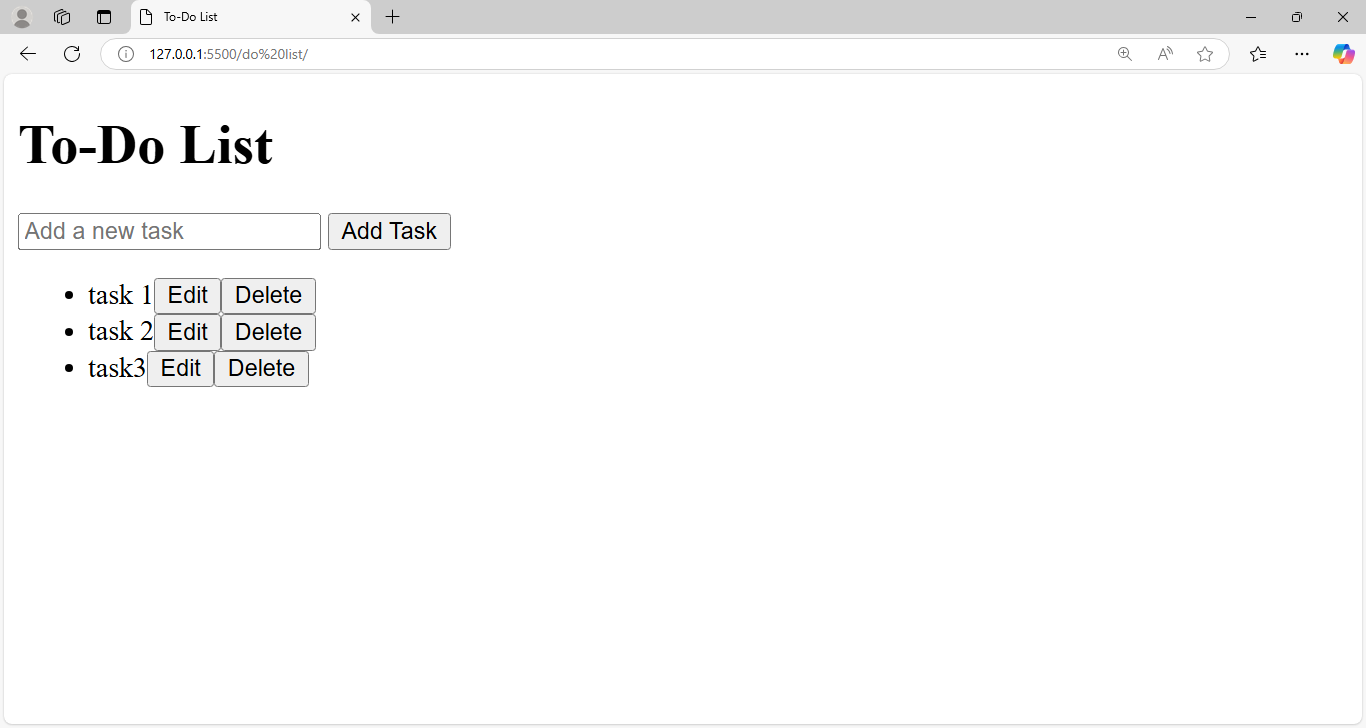 To-Do List
127.0.0.1:5500/do%20list/
To-Do List
Add a new task Add Task
task 1 Edit Delete
task 2 Edit Delete
task3 Edit Delete